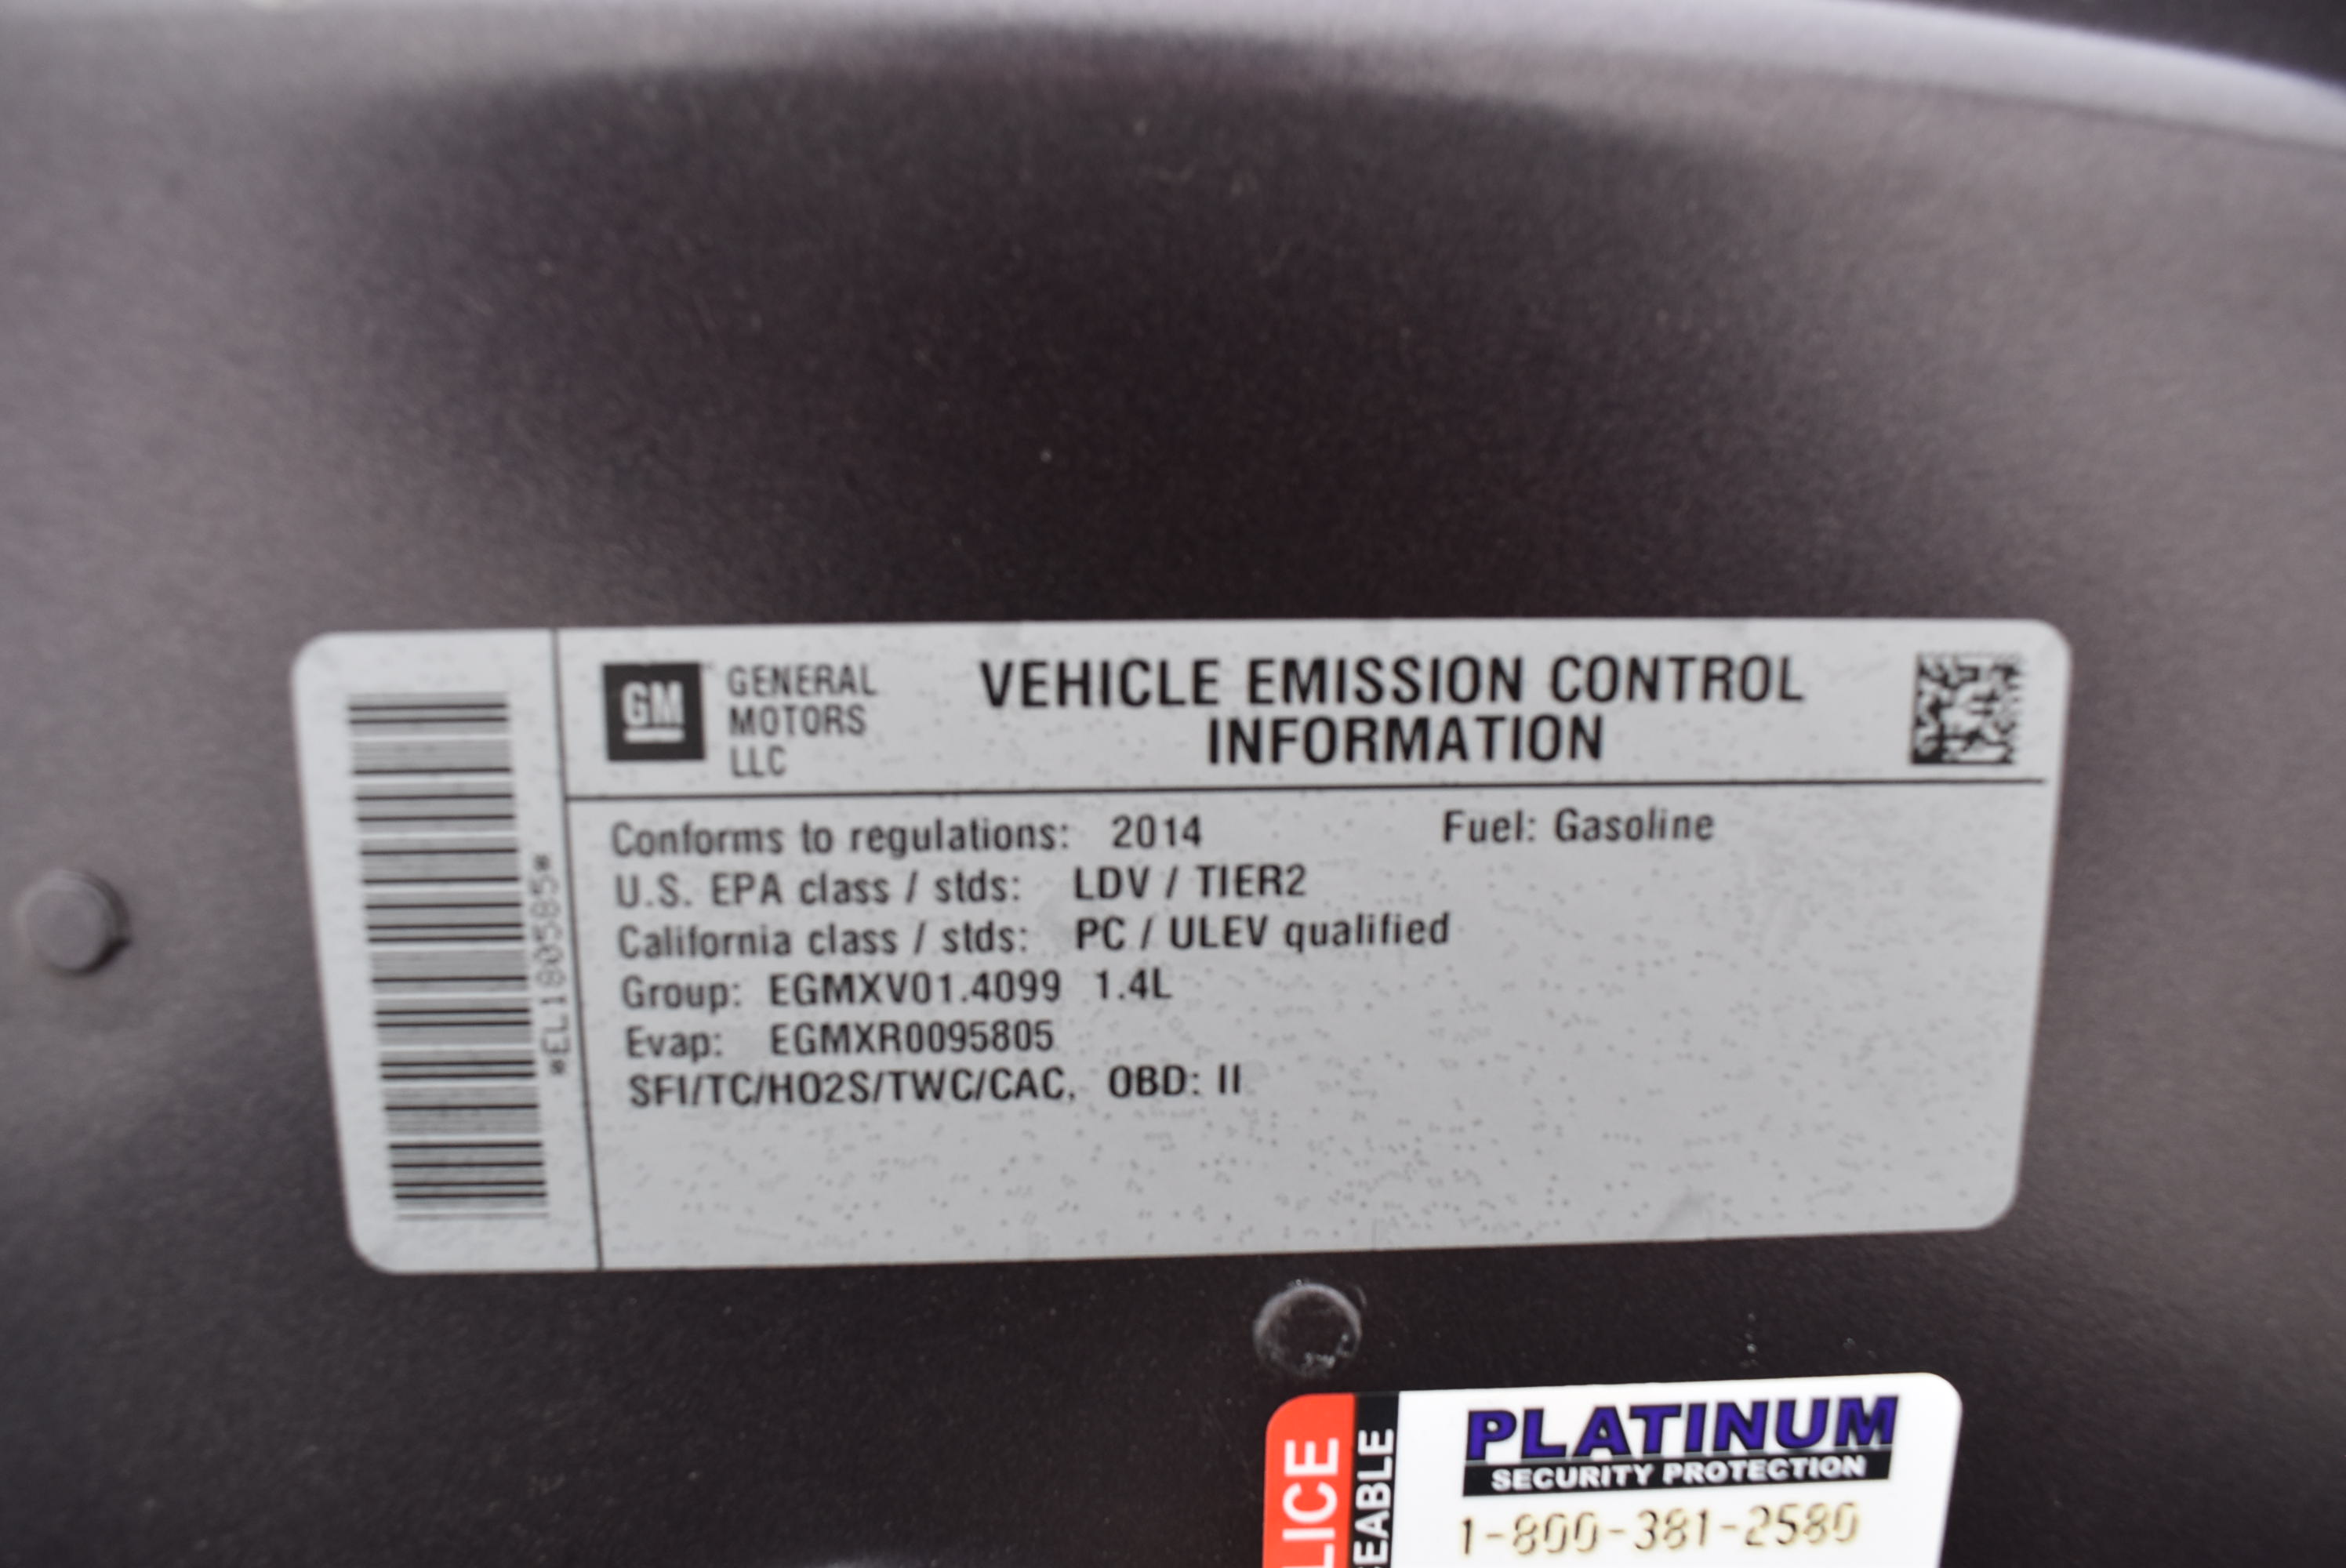 GM GENERAL MOTORS LLC
VEHICLE EMISSION CONTROL
INFORMATION
Conforms to regulations: 2014 Fuel: Gasoline
U.S. EPA class / stds: LDV / TIER2
California class / stds: PC / ULEV qualified
Group: EGMXV01.4099 1.4L
Evap: EGMXR0095805
SFI/TC/HO2S/TWC/CAC, OBD: II
*EL1805585*
LICE
EABLE
PLATINUM
SECURITY PROTECTION
1-800-381-2580